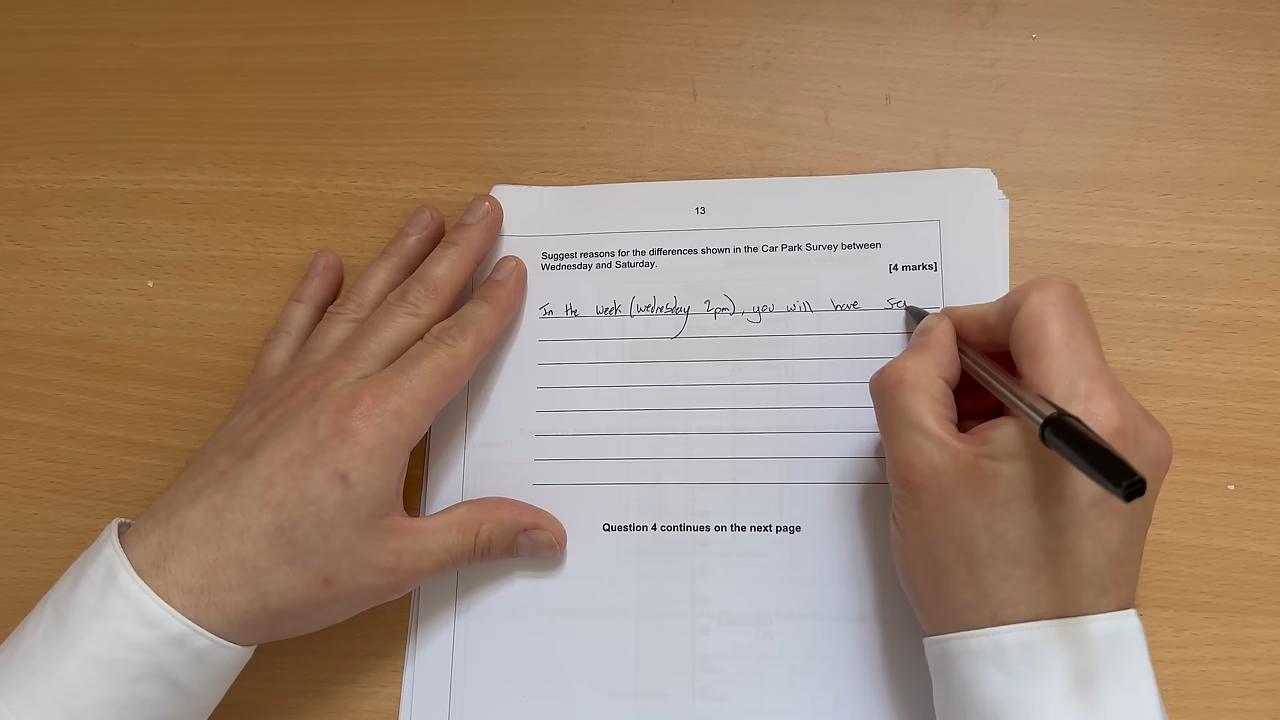 13
Suggest reasons for the differences shown in the Car Park Survey between
Wednesday and Saturday.
[4 marks]
In the week (wednesday 2pm), you will have
Question 4 continues on the next page